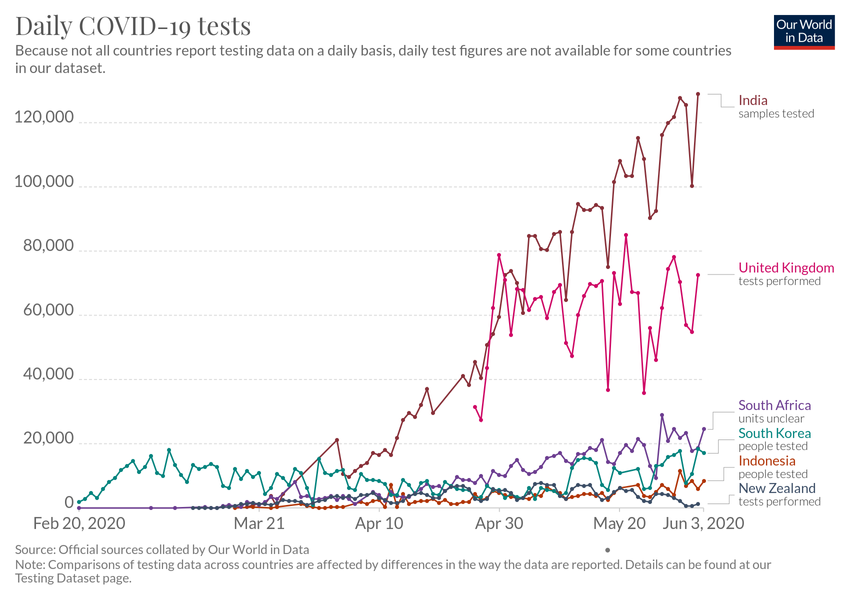 Daily COVID-19 tests
Our World
in Data
Because not all countries report testing data on a daily basis, daily test figures are not available for some countries
in our dataset.
120,000
100,000
80,000
60,000
40,000
20,000
0
India
samples tested
United Kingdom
tests performed
South Africa
units unclear
South Korea
people tested
Indonesia
people tested
New Zealand
tests performed
Feb 20, 2020
Mar 21
Apr 10
Apr 30
May 20
Jun 3, 2020
Source: Official sources collated by Our World in Data
Note: Comparisons of testing data across countries are affected by differences in the way the data are reported. Details can be found at our
Testing Dataset page.